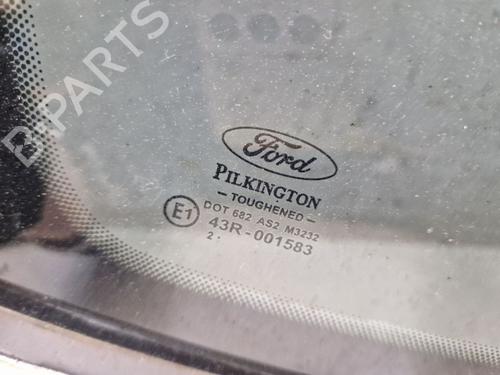 B-PARTS
Ford
PILKINGTON
- TOUGHENED -
E1
DOT 682 AS2 M3232
43R-001583
2 .